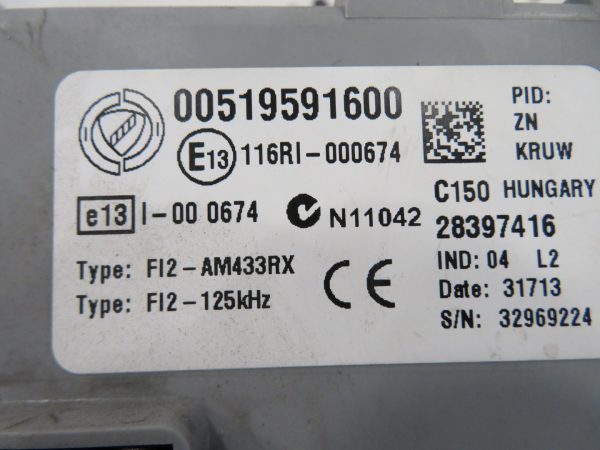 00519591600
E13 116RI-000674
e13 I-00 0674
N11042
Type: FI2-AM433RX
Type: FI2-125kHz
CE
PID:
ZN
KRUW
C150 HUNGARY
28397416
IND: 04 L2
Date: 31713
S/N: 32969224